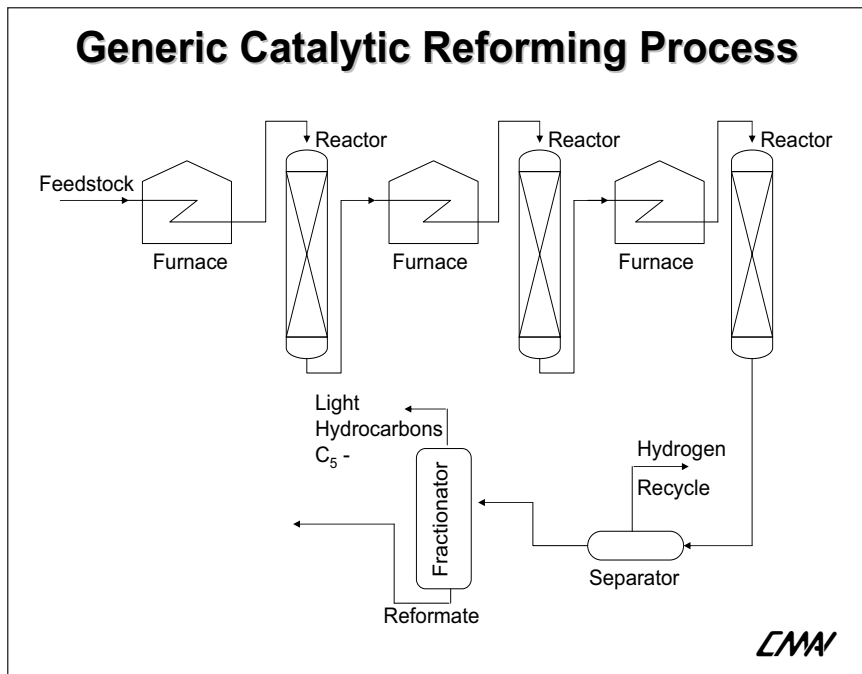 Generic Catalytic Reforming Process
Reactor
Reactor
Reactor
Feedstock
Furnace
Furnace
Furnace
Light
Hydrocarbons
C₅ -
Hydrogen
Recycle
Fractionator
Separator
Reformate
CMAI